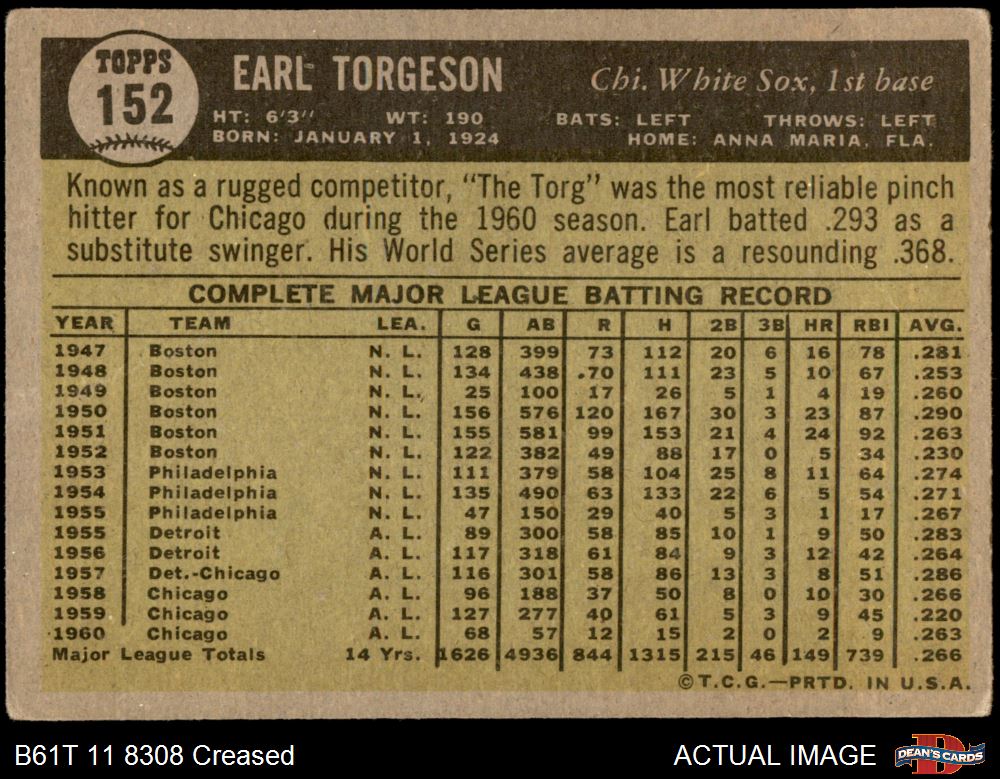 TOPPS
152
EARL TORGESON
Chi. White Sox, 1st base
HT: 6'3" WT: 190 BATS: LEFT THROWS: LEFT
BORN: JANUARY 1, 1924 HOME: ANNA MARIA, FLA.
Known as a rugged competitor, "The Torg" was the most reliable pinch
hitter for Chicago during the 1960 season. Earl batted .293 as a
substitute swinger. His World Series average is a resounding .368.
COMPLETE MAJOR LEAGUE BATTING RECORD
YEAR TEAM LEA. G AB R H 2B 3B HR RBI AVG.
1947 Boston N. L. 128 399 73 112 20 6 16 78 .281
1948 Boston N. L. 134 438 70 111 23 5 10 67 .253
1949 Boston N. L. 25 100 17 26 5 1 4 19 .260
1950 Boston N. L. 156 576 120 167 30 3 23 87 .290
1951 Boston N. L. 155 581 99 153 21 4 24 92 .263
1952 Boston N. L. 122 382 49 88 17 0 5 34 .230
1953 Philadelphia N. L. 111 379 58 104 25 8 11 64 .274
1954 Philadelphia N. L. 135 490 63 133 22 6 5 54 .271
1955 Philadelphia N. L. 47 150 29 40 5 3 1 17 .267
1955 Detroit A. L. 89 300 58 85 10 1 9 50 .283
1956 Detroit A. L. 117 318 61 84 9 3 12 42 .264
1957 Det.-Chicago A. L. 116 301 58 86 13 3 8 51 .286
1958 Chicago A. L. 96 188 37 50 8 0 10 30 .266
1959 Chicago A. L. 127 277 40 61 5 3 9 45 .220
1960 Chicago A. L. 68 57 12 15 2 0 2 9 .263
Major League Totals 14 Yrs. 1626 4936 844 1315 215 46 149 739 .266
©T.C.G.—PRTD. IN U.S.A.
B61T 11 8308 Creased
ACTUAL IMAGE
DEAN'S CARDS